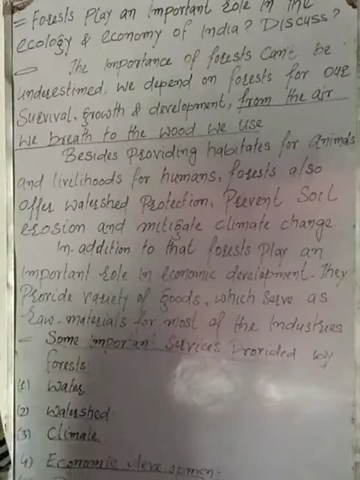 = Forests Play an important role in the
ecology & economy of India? Discuss?
The importance of forests can't be
underestimed. we depend on forests for our
Survival, growth & development, from the air
we breath to the wood we use
Besides Providing habitates for animals
and livelihoods for humans, forests also
offer watershed Protection, Prevent Soil
erosion and mitigate climate change
In-addition to that forests Play an
important role in economic development. They
Provide variety of goods, which serve as
Raw-materials for most of the Industries
= Some important Services Provided by
forests:
(1) Water
(2) Watershed
(3) Climate
(4) Economic development